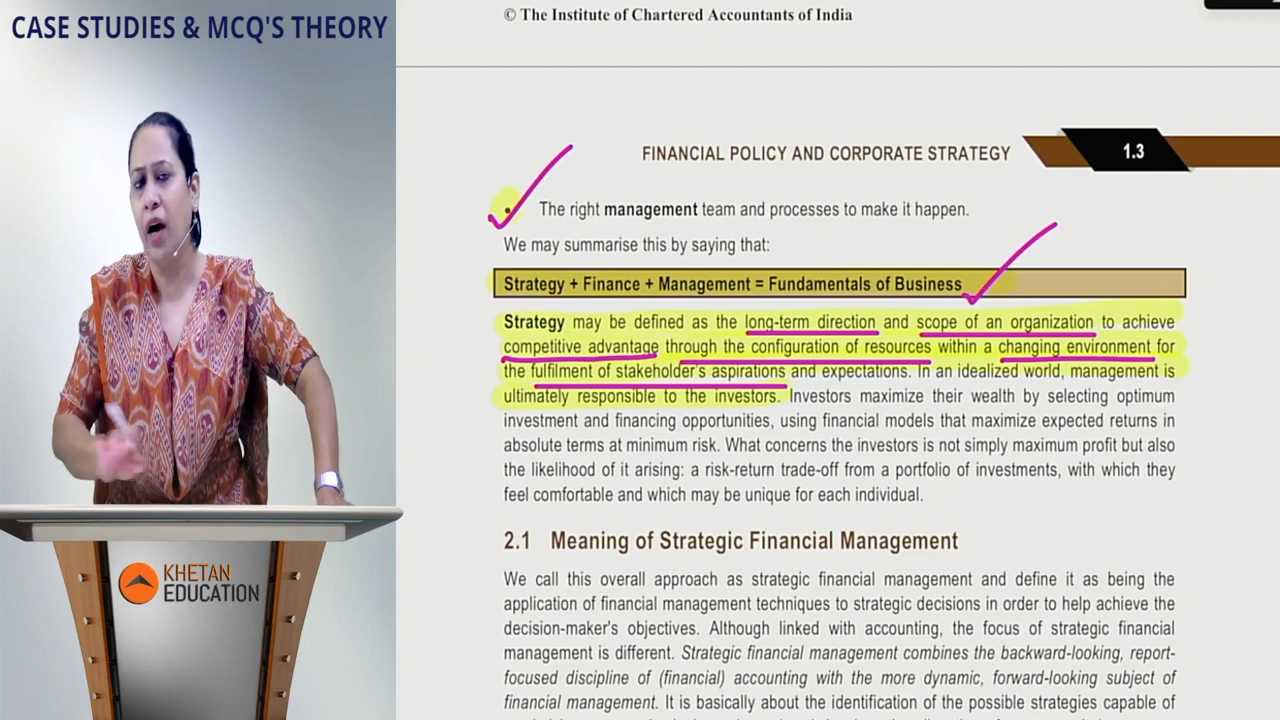 CASE STUDIES & MCQ'S THEORY
© The Institute of Chartered Accountants of India
FINANCIAL POLICY AND CORPORATE STRATEGY
1.3
• The right management team and processes to make it happen.
We may summarise this by saying that:
Strategy + Finance + Management = Fundamentals of Business
Strategy may be defined as the long-term direction and scope of an organization to achieve
competitive advantage through the configuration of resources within a changing environment for
the fulfilment of stakeholder's aspirations and expectations. In an idealized world, management is
ultimately responsible to the investors. Investors maximize their wealth by selecting optimum
investment and financing opportunities, using financial models that maximize expected returns in
absolute terms at minimum risk. What concerns the investors is not simply maximum profit but also
the likelihood of it arising: a risk-return trade-off from a portfolio of investments, with which they
feel comfortable and which may be unique for each individual.
2.1 Meaning of Strategic Financial Management
We call this overall approach as strategic financial management and define it as being the
application of financial management techniques to strategic decisions in order to help achieve the
decision-maker's objectives. Although linked with accounting, the focus of strategic financial
management is different. Strategic financial management combines the backward-looking, report-
focused discipline of (financial) accounting with the more dynamic, forward-looking subject of
financial management. It is basically about the identification of the possible strategies capable of
KHETAN
EDUCATION